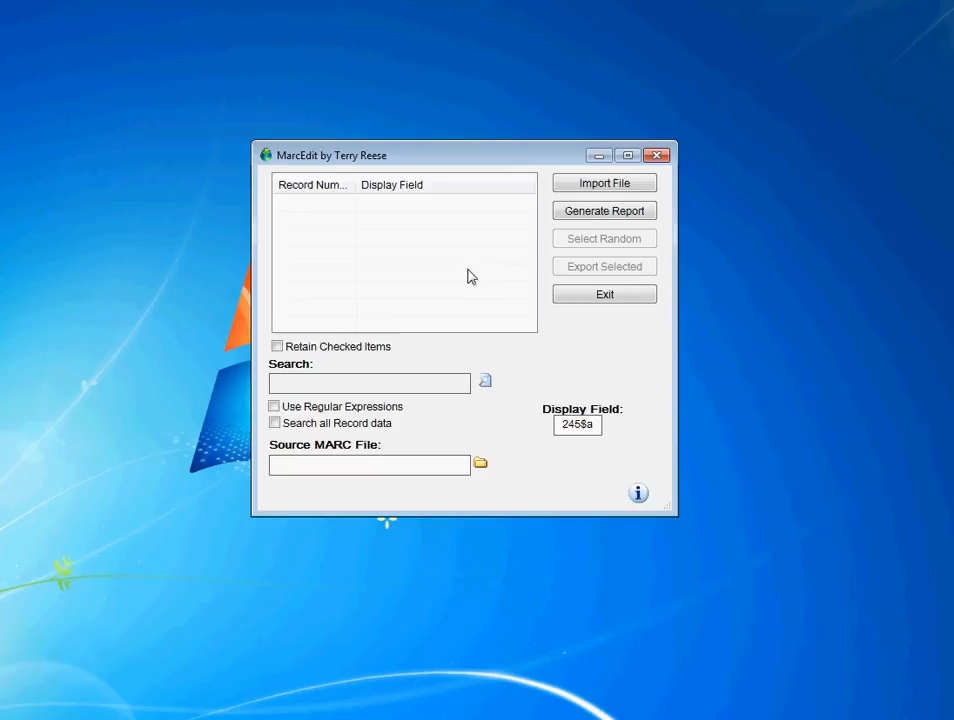 MarcEdit by Terry Reese
Record Num... Display Field
Import File
Generate Report
Select Random
Export Selected
Exit
Retain Checked Items
Search:
Use Regular Expressions
Search all Record data
Display Field:
245$a
Source MARC File: